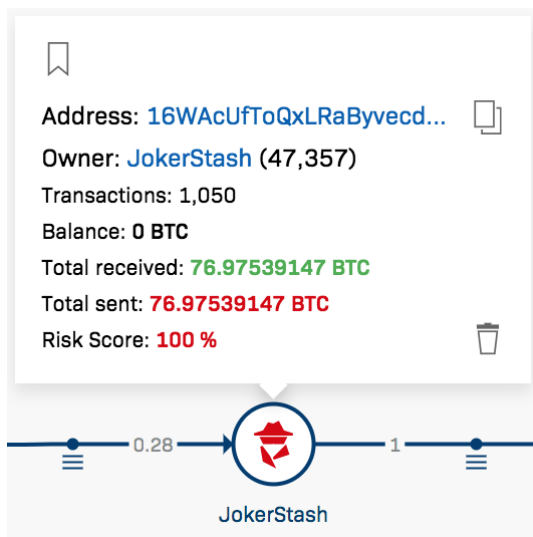 Address: 16WAcUfToQxLRaByvecd...
Owner: JokerStash (47,357)
Transactions: 1,050
Balance: 0 BTC
Total received: 76.97539147 BTC
Total sent: 76.97539147 BTC
Risk Score: 100 %
0.28
1
JokerStash